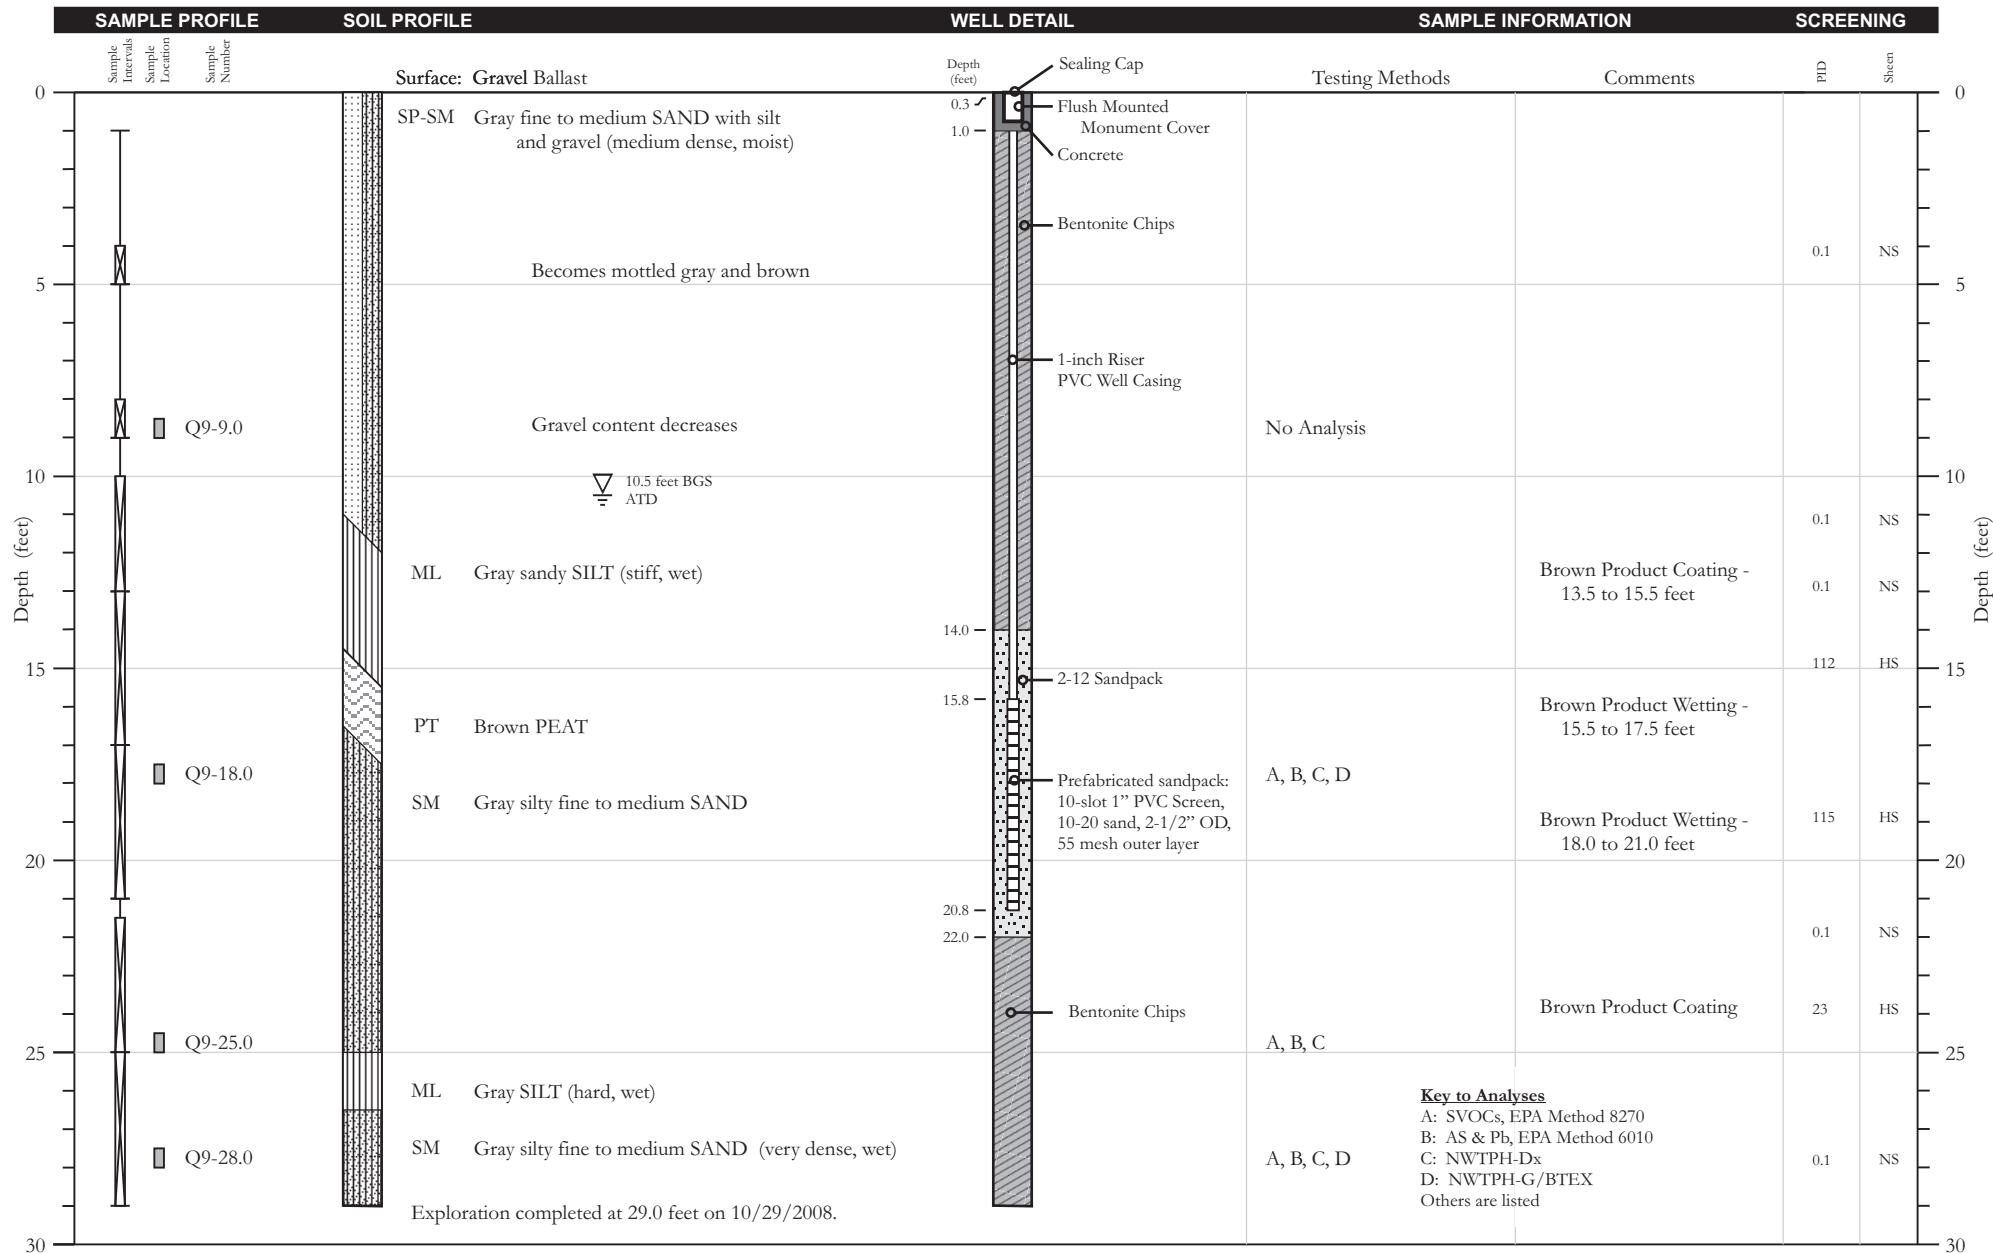 SAMPLE PROFILE SOIL PROFILE WELL DETAIL SAMPLE INFORMATION SCREENING
Sample Intervals
Sample Location
Sample Number
Surface: Gravel Ballast
Depth (feet)
Sealing Cap
Testing Methods
Comments
PID
Sheen
0
0.3
Flush Mounted
Monument Cover
0
SP-SM Gray fine to medium SAND with silt
and gravel (medium dense, moist)
1.0
Concrete
Bentonite Chips
0.1 NS
Becomes mottled gray and brown
5 5
1-inch Riser
PVC Well Casing
Q9-9.0
Gravel content decreases
No Analysis
10 10
10.5 feet BGS
ATD
0.1 NS
Depth (feet)
Depth (feet)
ML Gray sandy SILT (stiff, wet)
Brown Product Coating -
13.5 to 15.5 feet
0.1 NS
14.0
15 15
112 HS
2-12 Sandpack
15.8
Brown Product Wetting -
15.5 to 17.5 feet
PT Brown PEAT
Q9-18.0
A, B, C, D
Prefabricated sandpack:
10-slot 1” PVC Screen,
10-20 sand, 2-1/2” OD,
55 mesh outer layer
SM Gray silty fine to medium SAND
Brown Product Wetting -
18.0 to 21.0 feet
115 HS
20 20
20.8
22.0
0.1 NS
Bentonite Chips
Brown Product Coating
23 HS
Q9-25.0
A, B, C
25 25
ML Gray SILT (hard, wet)
Key to Analyses
A: SVOCs, EPA Method 8270
B: AS & Pb, EPA Method 6010
C: NWTPH-Dx
D: NWTPH-G/BTEX
Others are listed
Q9-28.0
SM Gray silty fine to medium SAND (very dense, wet)
A, B, C, D
0.1 NS
Exploration completed at 29.0 feet on 10/29/2008.
30 30